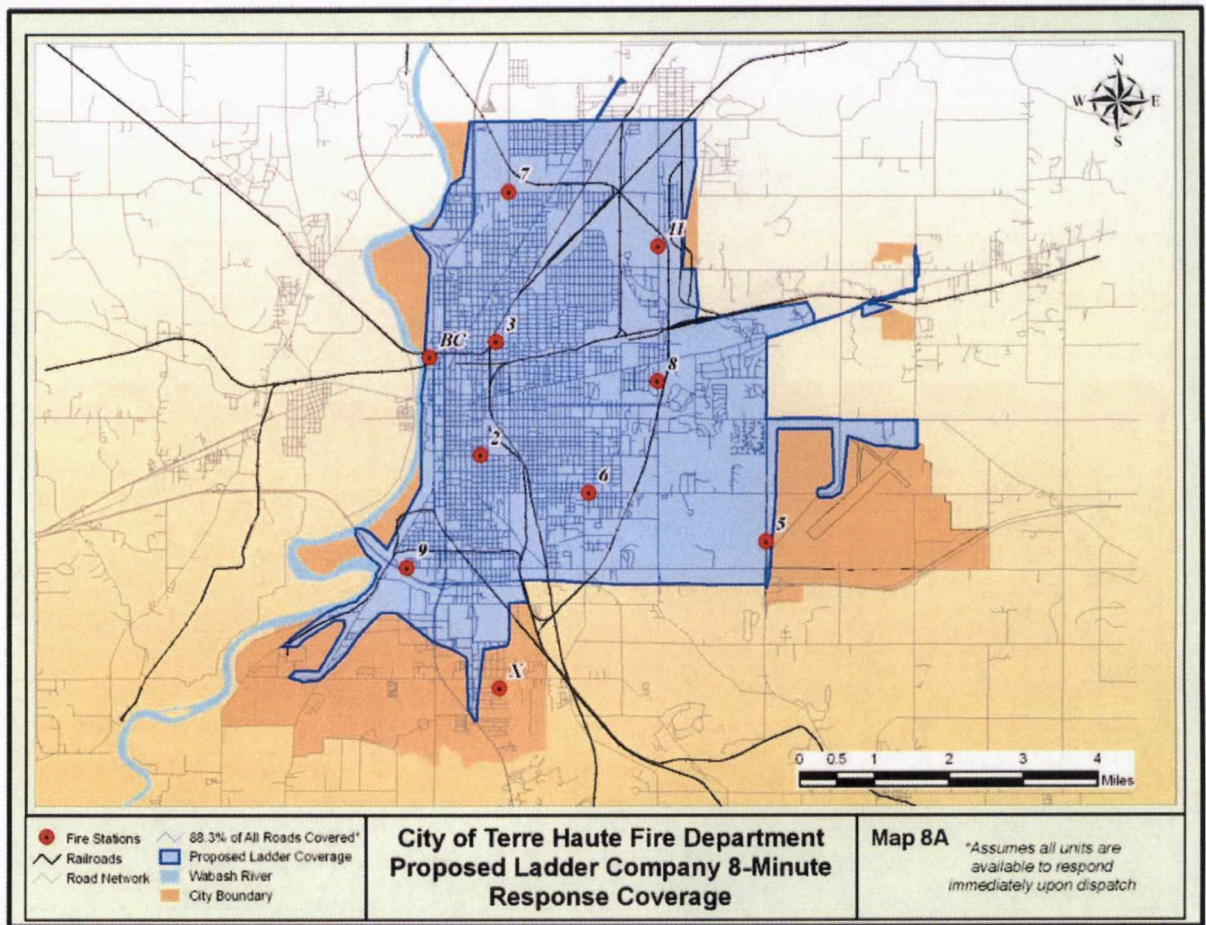 N
W E
S
7
11
3
BC
8
2
6
5
9
X
0 0.5 1 2 3 4
Miles
Fire Stations
Railroads
Road Network
88.3% of All Roads Covered*
Proposed Ladder Coverage
Wabash River
City Boundary
City of Terre Haute Fire Department
Proposed Ladder Company 8-Minute
Response Coverage
Map 8A
*Assumes all units are
available to respond
immediately upon dispatch